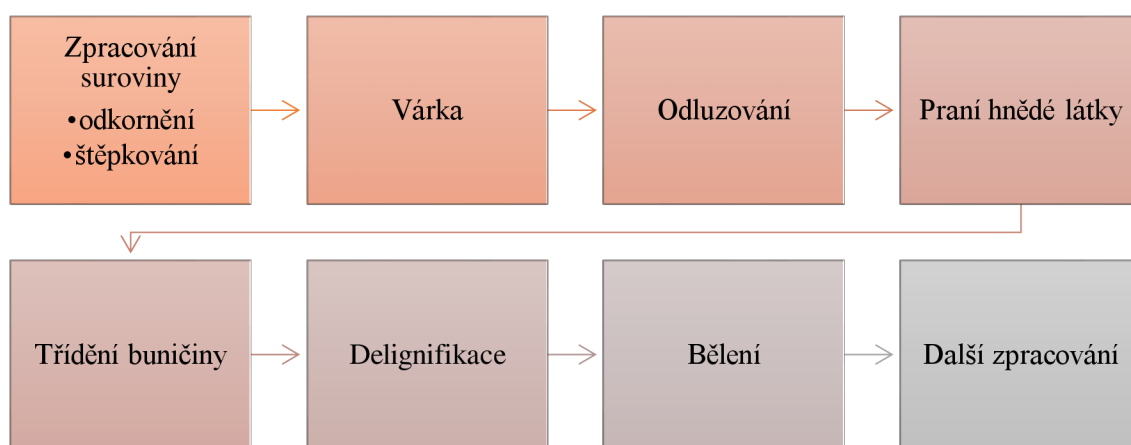 Zpracování
suroviny
•odkornění
•štěpkování
Várka
Odluzování
Praní hnědé látky
Třídění buničiny
Delignifikace
Bělení
Další zpracování